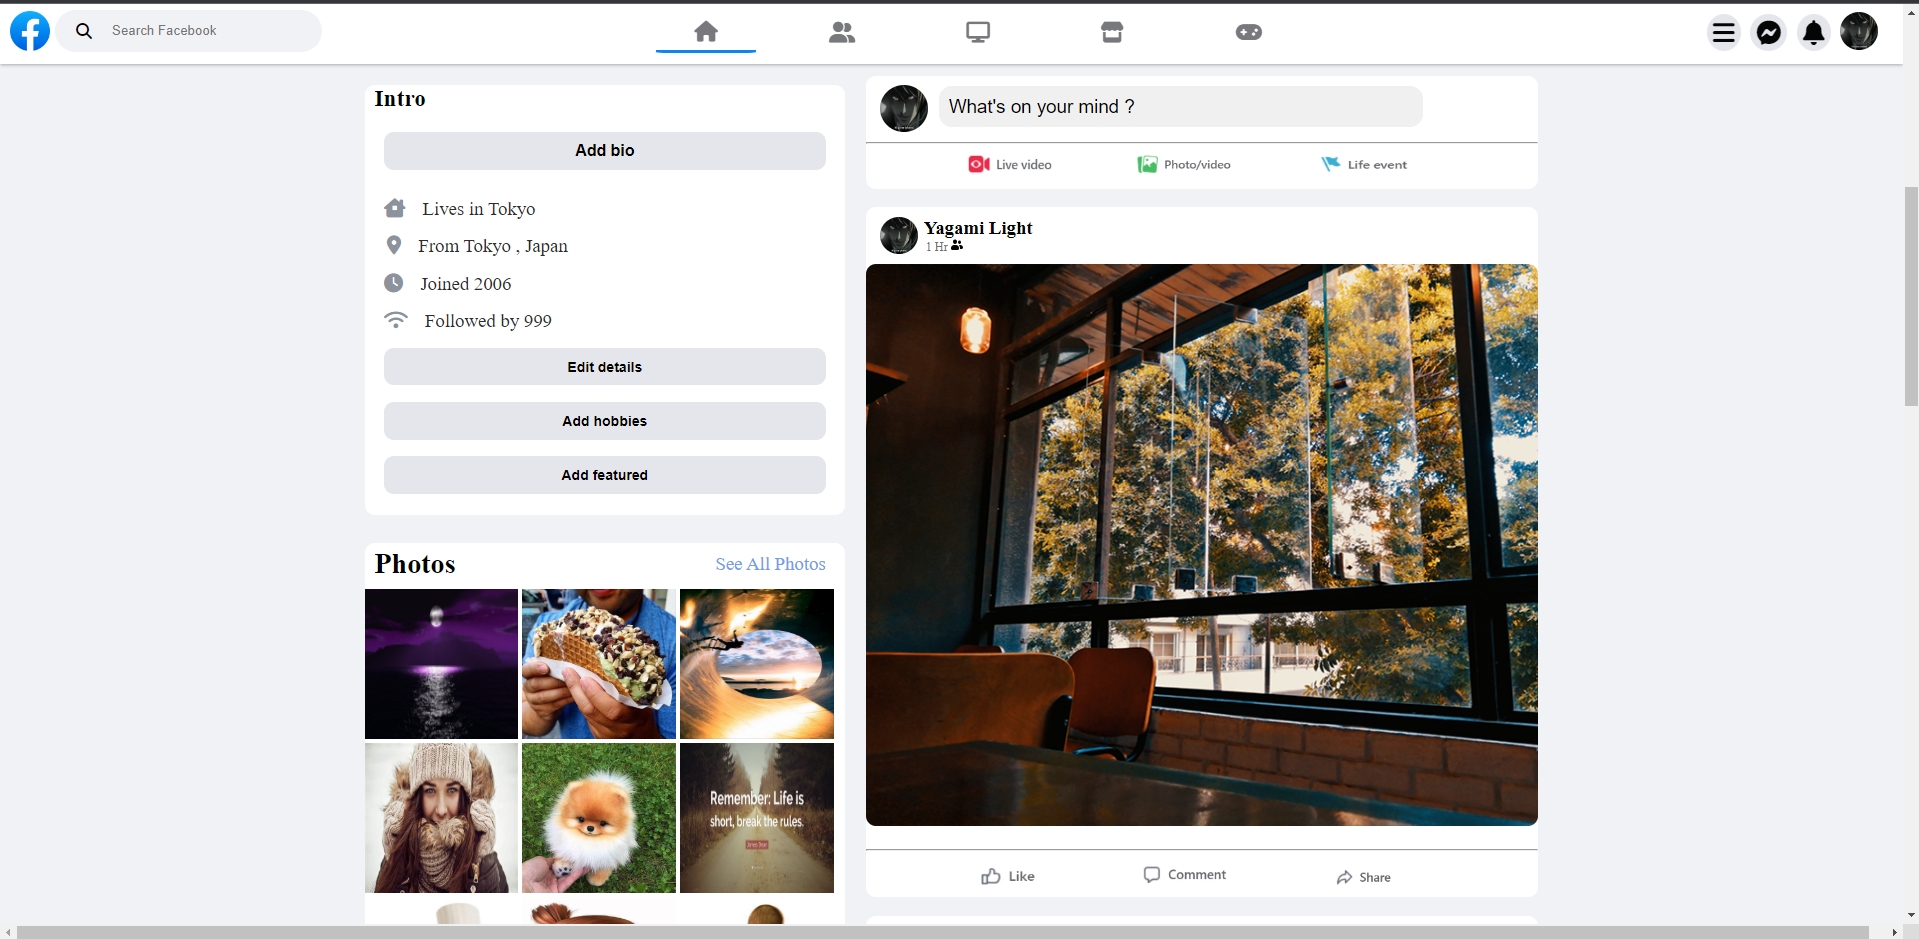 Search Facebook
Intro
Add bio
Lives in Tokyo
From Tokyo , Japan
Joined 2006
Followed by 999
Edit details
Add hobbies
Add featured
Photos
See All Photos
Remember: Life is
short, break the rules.
James Dean
What's on your mind ?
Live video
Photo/video
Life event
Yagami Light
1 Hr
Like
Comment
Share